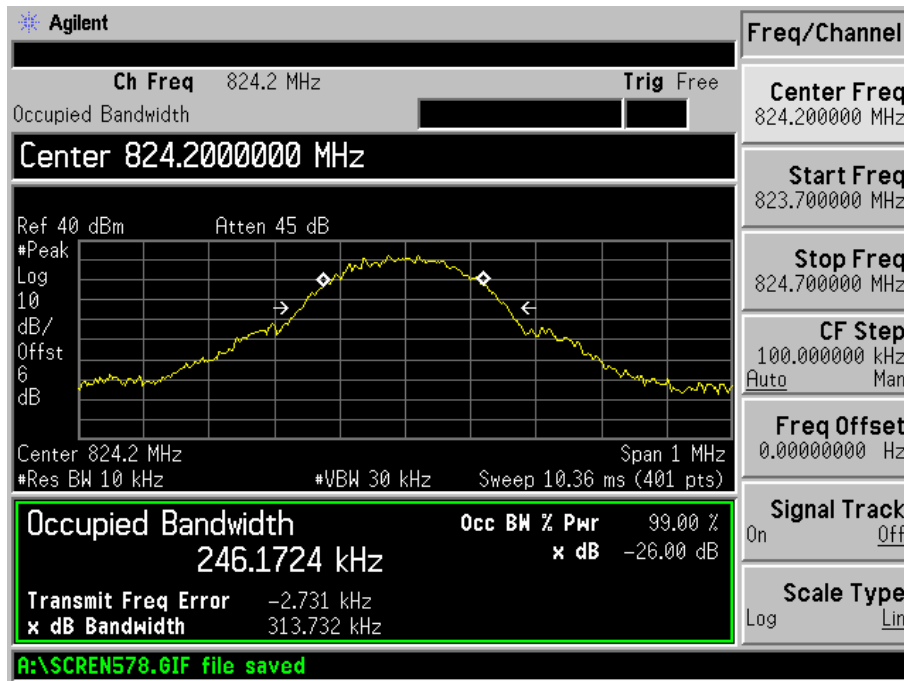 Agilent
Freq/Channel
Ch Freq 824.2 MHz Trig Free
Occupied Bandwidth
Center 824.2000000 MHz
Ref 40 dBm Atten 45 dB
#Peak
Log
10
dB/
Offst
6
dB
Center 824.2 MHz Span 1 MHz
#Res BW 10 kHz #VBW 30 kHz Sweep 10.36 ms (401 pts)
Occupied Bandwidth
246.1724 kHz
Occ BW % Pwr 99.00 %
x dB -26.00 dB
Transmit Freq Error -2.731 kHz
x dB Bandwidth 313.732 kHz
A:\SCREN578.GIF file saved
Center Freq
824.200000 MHz
Start Freq
823.700000 MHz
Stop Freq
824.700000 MHz
CF Step
100.000000 kHz
Auto Man
Freq Offset
0.00000000 Hz
Signal Track
On Off
Scale Type
Log Lin